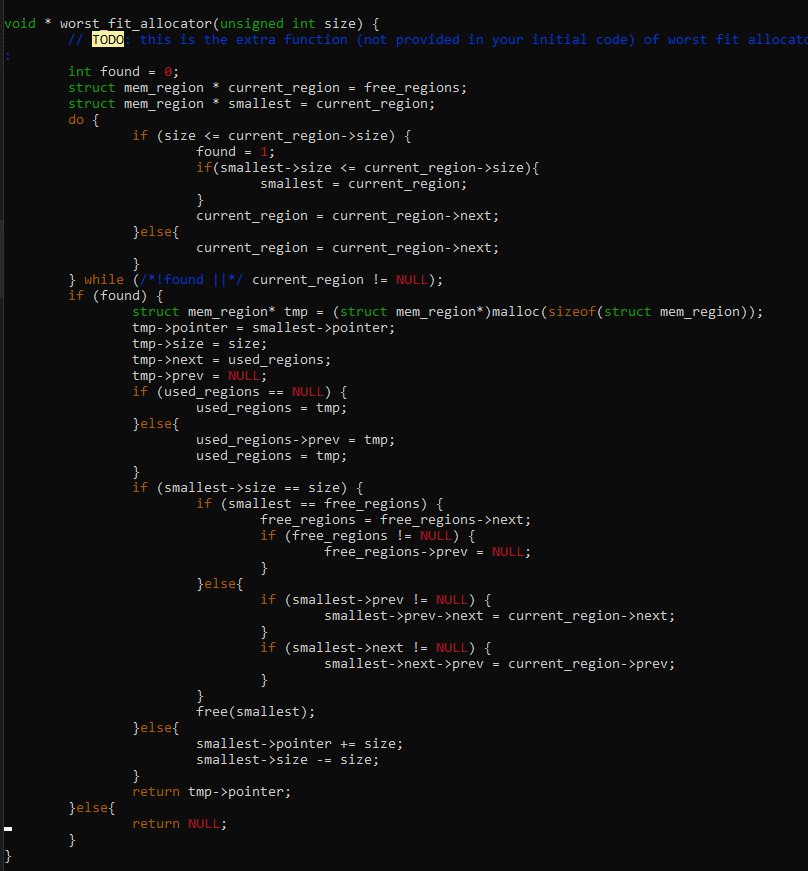 void * worst_fit_allocator(unsigned int size) {
        // TODO: this is the extra function (not provided in your initial code) of worst fit allocato
:
        int found = 0;
        struct mem_region * current_region = free_regions;
        struct mem_region * smallest = current_region;
        do {
                if (size <= current_region->size) {
                        found = 1;
                        if(smallest->size <= current_region->size){
                                smallest = current_region;
                        }
                        current_region = current_region->next;
                }else{
                        current_region = current_region->next;
                }
        } while (/*!found ||*/ current_region != NULL);
        if (found) {
                struct mem_region* tmp = (struct mem_region*)malloc(sizeof(struct mem_region));
                tmp->pointer = smallest->pointer;
                tmp->size = size;
                tmp->next = used_regions;
                tmp->prev = NULL;
                if (used_regions == NULL) {
                        used_regions = tmp;
                }else{
                        used_regions->prev = tmp;
                        used_regions = tmp;
                }
                if (smallest->size == size) {
                        if (smallest == free_regions) {
                                free_regions = free_regions->next;
                                if (free_regions != NULL) {
                                        free_regions->prev = NULL;
                                }
                        }else{
                                if (smallest->prev != NULL) {
                                        smallest->prev->next = current_region->next;
                                }
                                if (smallest->next != NULL) {
                                        smallest->next->prev = current_region->prev;
                                }
                        }
                        free(smallest);
                }else{
                        smallest->pointer += size;
                        smallest->size -= size;
                }
                return tmp->pointer;
        }else{
                return NULL;
        }
}